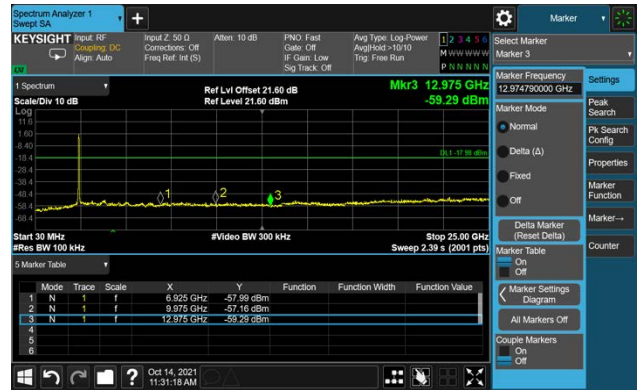 Spectrum Analyzer 1
Swept SA
Marker
KEYSIGHT
Input: RF
Coupling: DC
Align: Auto
Input Z: 50 Ω
Corrections: Off
Freq Ref: Int (S)
Atten: 10 dB
PNO: Fast
Gate: Off
IF Gain: Low
Sig Track: Off
Avg Type: Log-Power
Avg|Hold:>10/10
Trig: Free Run
1 2 3 4 5 6
M W W W W W
P N N N N N
Select Marker
Marker 3
1 Spectrum
Scale/Div 10 dB
Ref Lvl Offset 21.60 dB
Ref Level 21.60 dBm
Mkr3 12.975 GHz
-59.29 dBm
Log
11.6
1.60
-8.40
-18.4
-28.4
-38.4
-48.4
-58.4
-68.4
DL1 -17.98 dBm
1
2
3
Start 30 MHz
#Res BW 100 kHz
#Video BW 300 kHz
Stop 25.00 GHz
Sweep 2.39 s (2001 pts)
5 Marker Table
Mode Trace Scale X Y Function Function Width Function Value
1 N 1 f 6.925 GHz -57.99 dBm
2 N 1 f 9.975 GHz -57.16 dBm
3 N 1 f 12.975 GHz -59.29 dBm
4
5
6
Marker Frequency
12.974790000 GHz
Marker Mode
Normal
Delta (Δ)
Fixed
Off
Delta Marker
(Reset Delta)
Marker Table
On
Off
Marker Settings
Diagram
All Markers Off
Couple Markers
On
Off
Settings
Peak
Search
Pk Search
Config
Properties
Marker
Function
Marker→
Counter
Oct 14, 2021
11:31:18 AM